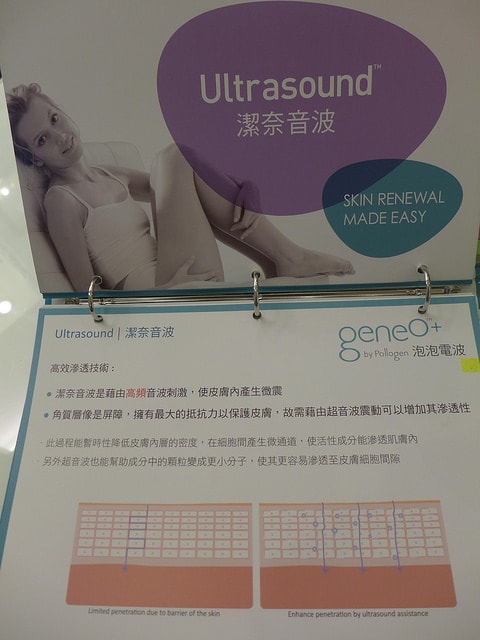 Ultrasound™
潔奈音波
SKIN RENEWAL
MADE EASY
Ultrasound | 潔奈音波
geneO™+
by Pollogen 泡泡電波
高效滲透技術：
• 潔奈音波是藉由高頻音波刺激，使皮膚內產生微震
• 角質層像是屏障，擁有最大的抵抗力以保護皮膚，故需藉由超音波震動可以增加其滲透性
· 此過程能暫時性降低皮膚內層的密度，在細胞間產生微通道，使活性成分能滲透肌膚內
· 另外超音波也能幫助成分中的顆粒變成更小分子，使其更容易滲透至皮膚細胞間隙
Limited penetration due to barrier of the skin
Enhance penetration by ultrasound assistance